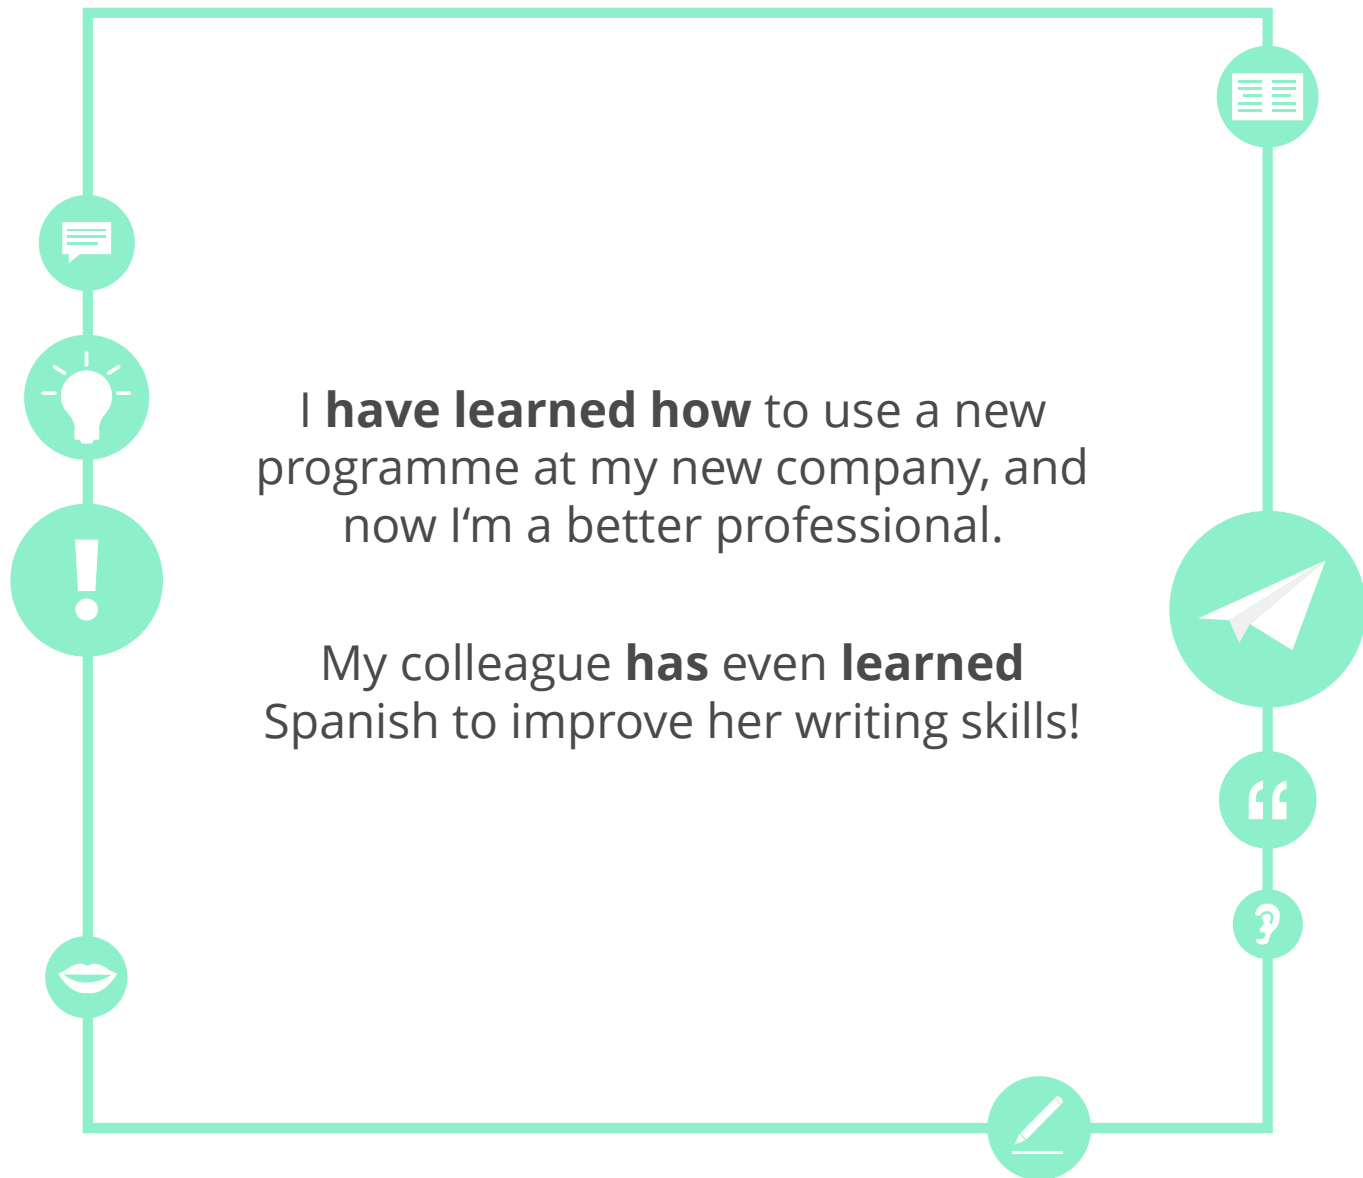 I have learned how to use a new
programme at my new company, and
now I‘m a better professional.
My colleague has even learned
Spanish to improve her writing skills!